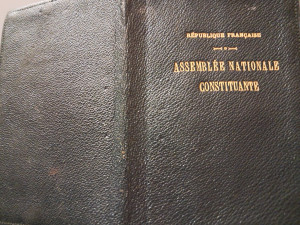 RÉPUBLIQUE FRANÇAISE
ASSEMBLÉE NATIONALE
CONSTITUANTE